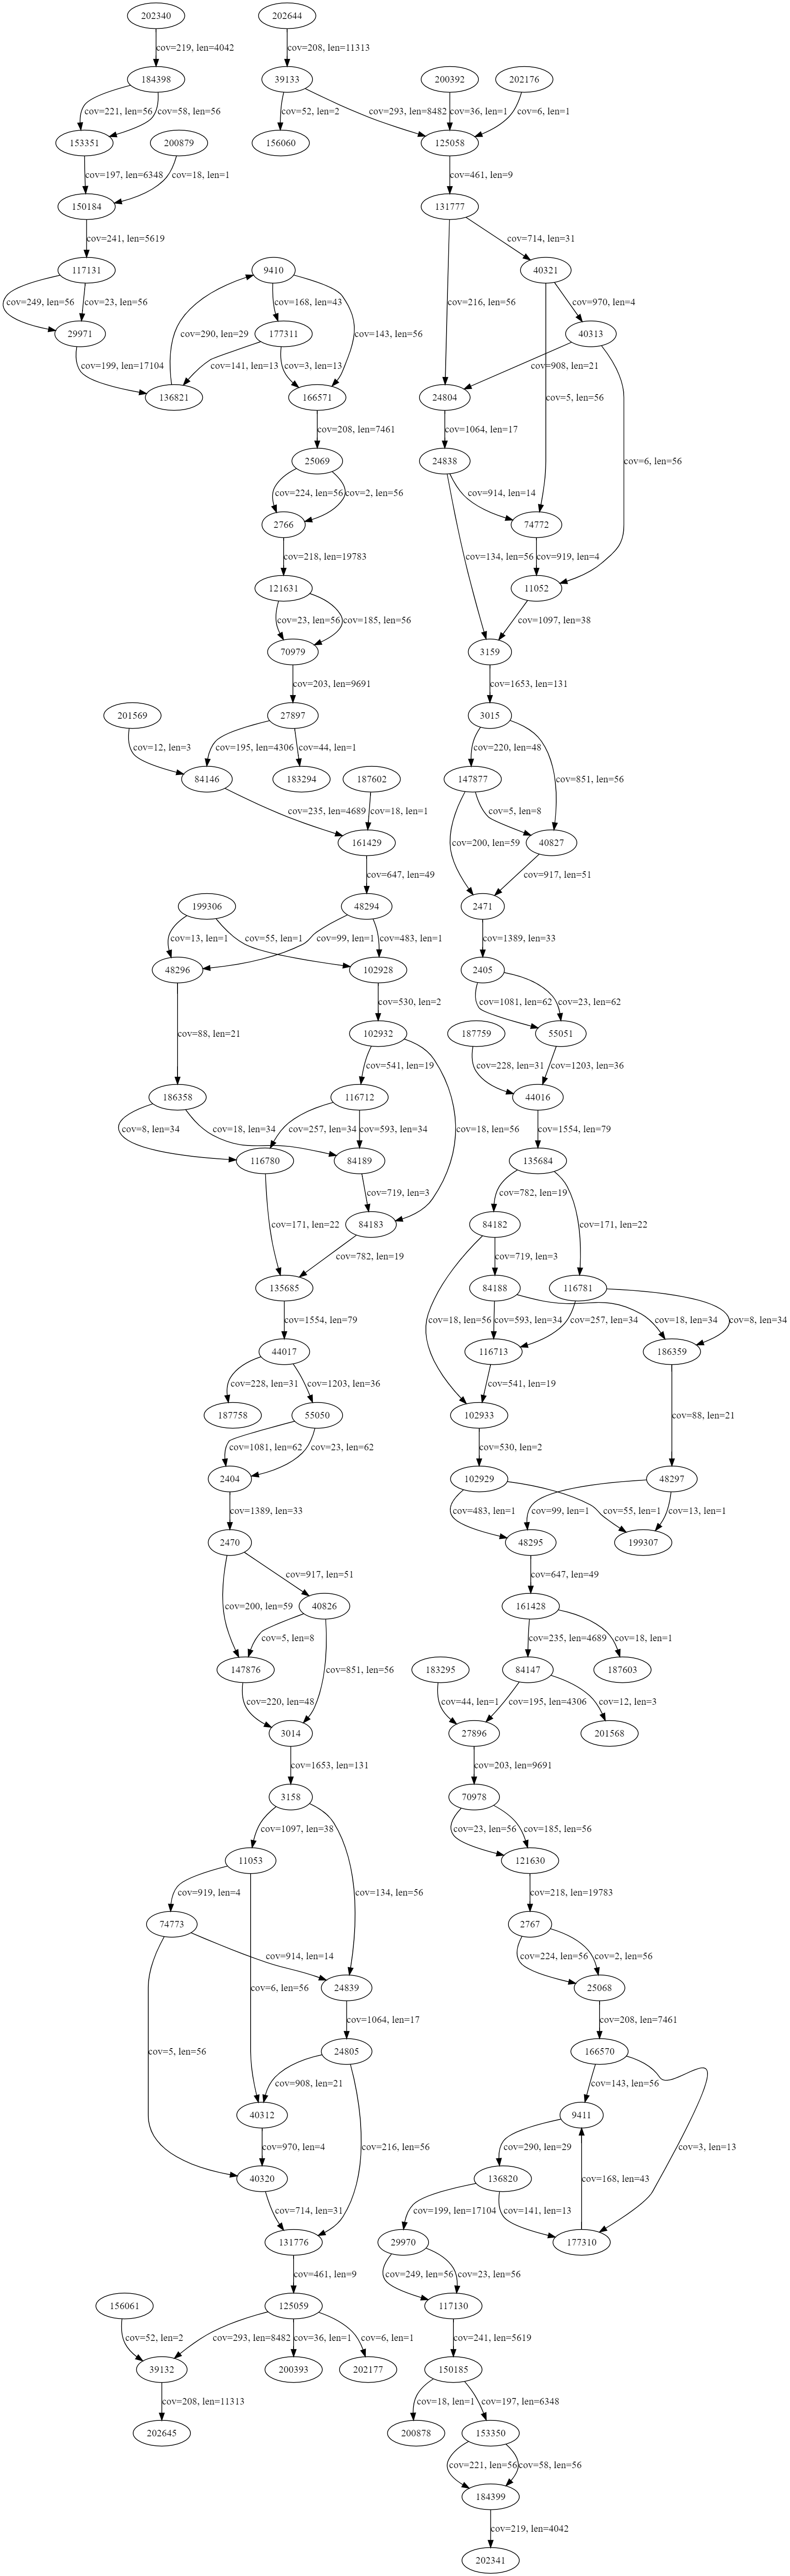 202340 202644
cov=219, len=4042 cov=208, len=11313
184398 39133 200392 202176
cov=221, len=56 cov=58, len=56 cov=52, len=2 cov=293, len=8482 cov=36, len=1 cov=6, len=1
153351 200879 156060 125058
cov=197, len=6348 cov=18, len=1 cov=461, len=9
150184 131777
cov=241, len=5619 cov=714, len=31
117131 9410 40321
cov=249, len=56 cov=23, len=56 cov=168, len=43 cov=216, len=56 cov=970, len=4
29971 cov=290, len=29 177311 cov=143, len=56 40313
cov=199, len=17104 cov=141, len=13 cov=3, len=13 cov=908, len=21
136821 166571 24804 cov=5, len=56
cov=208, len=7461 cov=1064, len=17
25069 24838 cov=6, len=56
cov=224, len=56 cov=2, len=56 cov=914, len=14
2766 74772
cov=218, len=19783 cov=134, len=56 cov=919, len=4
121631 11052
cov=23, len=56 cov=185, len=56 cov=1097, len=38
70979 3159
cov=203, len=9691 cov=1653, len=131
201569 27897 3015
cov=12, len=3 cov=195, len=4306 cov=44, len=1 cov=220, len=48
84146 183294 187602 147877 cov=851, len=56
cov=235, len=4689 cov=18, len=1 cov=5, len=8
161429 cov=200, len=59 40827
cov=647, len=49 cov=917, len=51
199306 48294 2471
cov=13, len=1 cov=55, len=1 cov=99, len=1 cov=483, len=1 cov=1389, len=33
48296 102928 2405
cov=530, len=2 cov=1081, len=62 cov=23, len=62
cov=88, len=21 102932 187759 55051
cov=541, len=19 cov=228, len=31 cov=1203, len=36
186358 116712 44016
cov=8, len=34 cov=18, len=34 cov=257, len=34 cov=593, len=34 cov=18, len=56 cov=1554, len=79
116780 84189 135684
cov=719, len=3 cov=782, len=19
cov=171, len=22 84183 84182 cov=171, len=22
cov=782, len=19 cov=719, len=3
135685 84188 116781
cov=1554, len=79 cov=18, len=56 cov=593, len=34 cov=257, len=34 cov=18, len=34 cov=8, len=34
44017 116713 186359
cov=228, len=31 cov=1203, len=36 cov=541, len=19
187758 55050 102933 cov=88, len=21
cov=1081, len=62 cov=23, len=62 cov=530, len=2
2404 102929 48297
cov=1389, len=33 cov=483, len=1 cov=99, len=1 cov=55, len=1 cov=13, len=1
2470 48295 199307
cov=917, len=51 cov=647, len=49
cov=200, len=59 40826 161428
cov=5, len=8 cov=235, len=4689 cov=18, len=1
147876 cov=851, len=56 183295 84147 187603
cov=220, len=48 cov=44, len=1 cov=195, len=4306 cov=12, len=3
3014 27896 201568
cov=1653, len=131 cov=203, len=9691
3158 70978
cov=1097, len=38 cov=23, len=56 cov=185, len=56
11053 121630
cov=919, len=4 cov=134, len=56 cov=218, len=19783
74773 2767
cov=914, len=14 cov=224, len=56 cov=2, len=56
cov=6, len=56 24839 25068
cov=1064, len=17 cov=208, len=7461
cov=5, len=56 24805 166570
cov=908, len=21 cov=143, len=56
40312 9411
cov=970, len=4 cov=216, len=56 cov=290, len=29 cov=3, len=13
40320 136820 cov=168, len=43
cov=714, len=31 cov=199, len=17104 cov=141, len=13
131776 29970 177310
cov=461, len=9 cov=249, len=56 cov=23, len=56
156061 125059 117130
cov=52, len=2 cov=293, len=8482 cov=36, len=1 cov=6, len=1 cov=241, len=5619
39132 200393 202177 150185
cov=208, len=11313 cov=18, len=1 cov=197, len=6348
202645 200878 153350
cov=221, len=56 cov=58, len=56
184399
cov=219, len=4042
202341